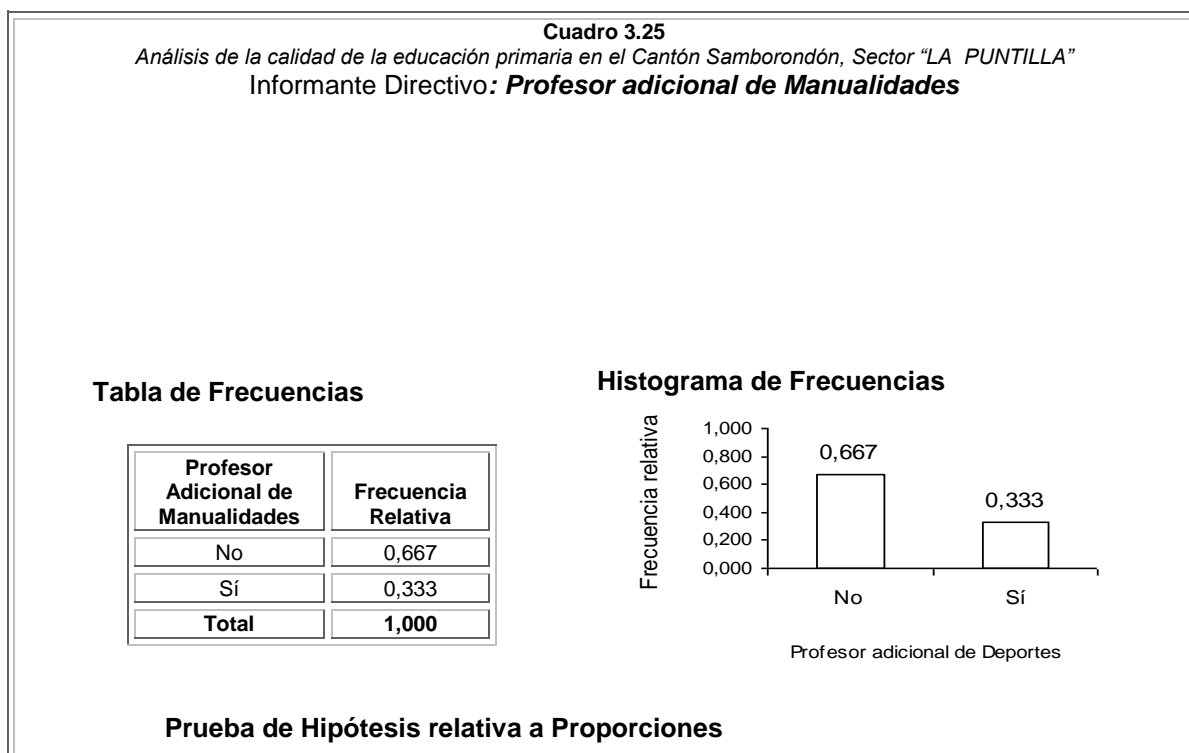 Cuadro 3.25
Análisis de la calidad de la educación primaria en el Cantón Samborondón, Sector “LA PUNTILLA”
Informante Directivo: Profesor adicional de Manualidades
Tabla de Frecuencias
Profesor
Adicional de
Manualidades
Frecuencia
Relativa
No 0,667
Sí 0,333
Total 1,000
Histograma de Frecuencias
Frecuencia relativa
1,000
0,800
0,600
0,400
0,200
0,000
0,667
0,333
No Sí
Profesor adicional de Deportes
Prueba de Hipótesis relativa a Proporciones